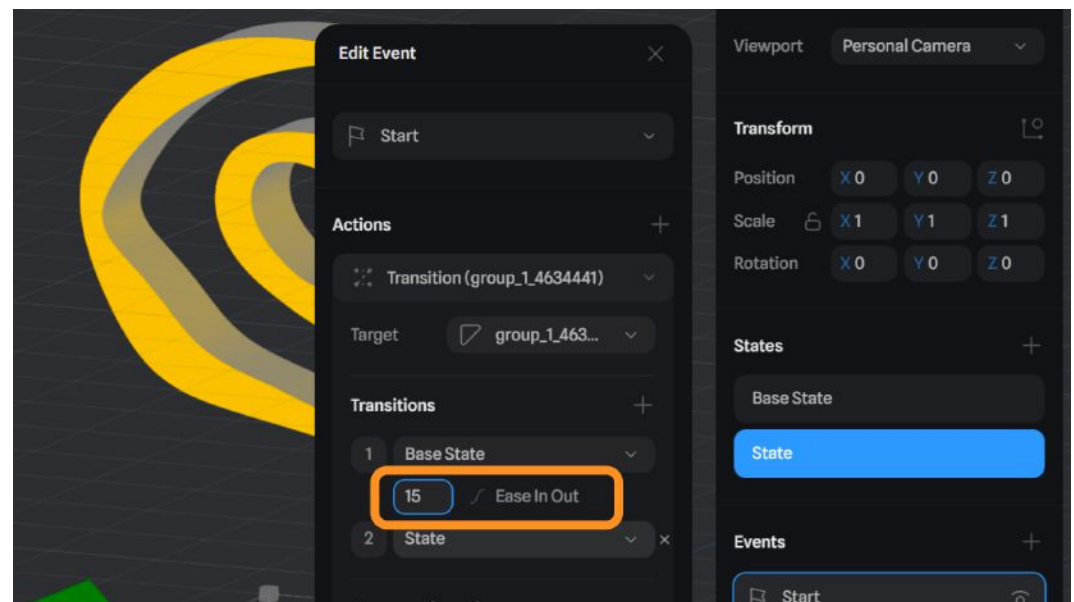 Edit Event
Start
Actions
Transition (group_1_4634441)
Target group_1_463...
Transitions
1 Base State
15 Ease In Out
2 State
Viewport Personal Camera
Transform
Position X 0 Y 0 Z 0
Scale X 1 Y 1 Z 1
Rotation X 0 Y 0 Z 0
States
Base State
State
Events
Start